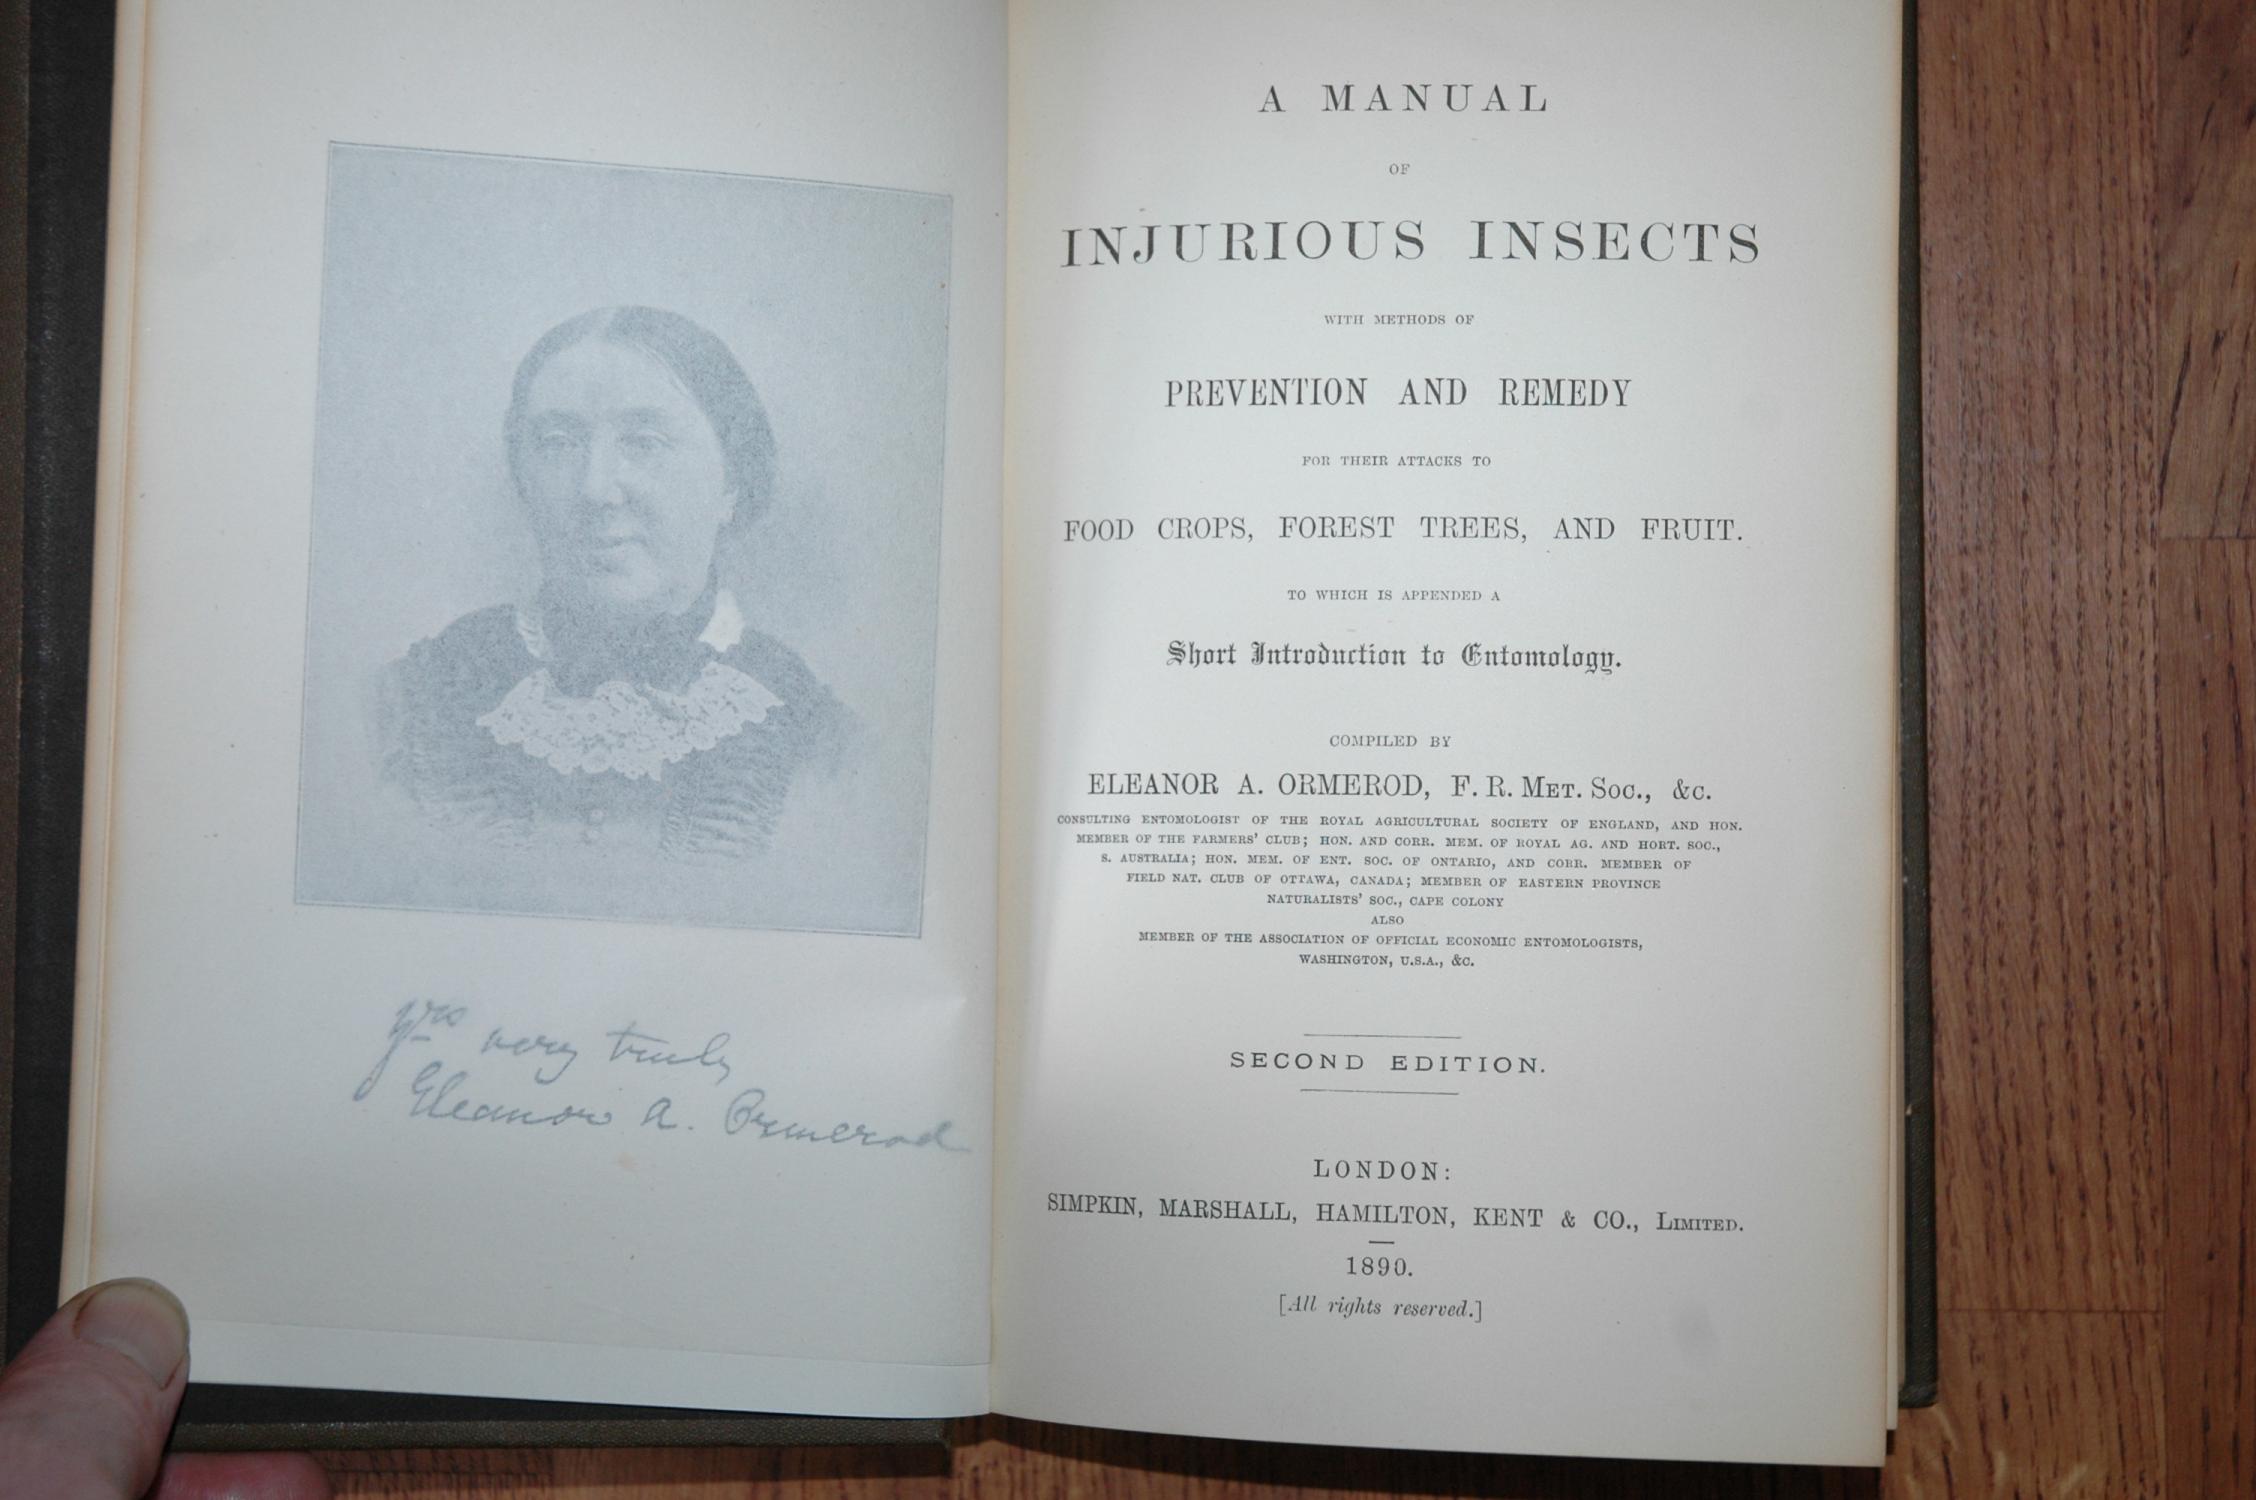 yrs very truly
Eleanor A. Ormerod
A MANUAL
OF
INJURIOUS INSECTS
WITH METHODS OF
PREVENTION AND REMEDY
FOR THEIR ATTACKS TO
FOOD CROPS, FOREST TREES, AND FRUIT.
TO WHICH IS APPENDED A
Short Introduction to Entomology.
COMPILED BY
ELEANOR A. ORMEROD, F. R. MET. SOC., &c.
CONSULTING ENTOMOLOGIST OF THE ROYAL AGRICULTURAL SOCIETY OF ENGLAND, AND HON.
MEMBER OF THE FARMERS' CLUB; HON. AND CORR. MEM. OF ROYAL AG. AND HORT. SOC.,
S. AUSTRALIA; HON. MEM. OF ENT. SOC. OF ONTARIO, AND CORR. MEMBER OF
FIELD NAT. CLUB OF OTTAWA, CANADA; MEMBER OF EASTERN PROVINCE
NATURALISTS' SOC., CAPE COLONY
ALSO
MEMBER OF THE ASSOCIATION OF OFFICIAL ECONOMIC ENTOMOLOGISTS,
WASHINGTON, U.S.A., &c.
SECOND EDITION.
LONDON:
SIMPKIN, MARSHALL, HAMILTON, KENT & CO., LIMITED.
1890.
[All rights reserved.]